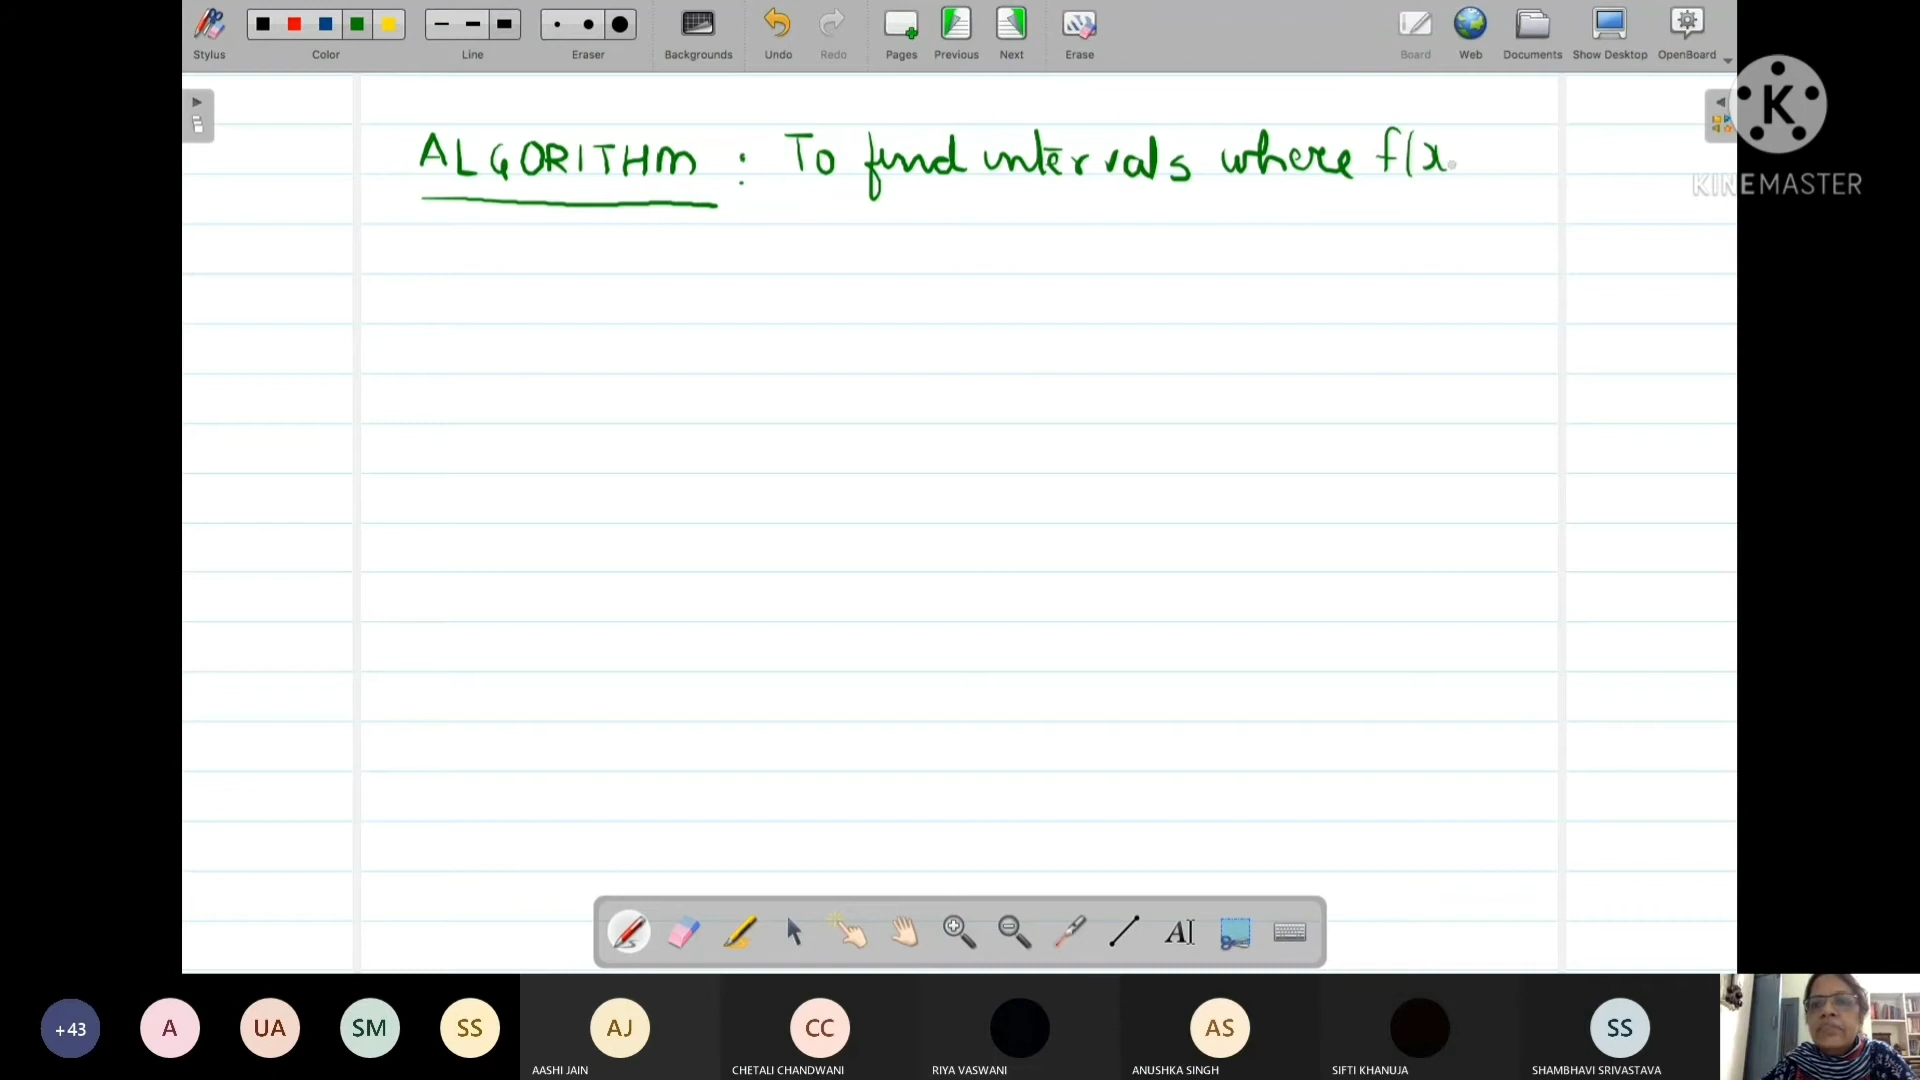 Stylus Color Line Eraser Backgrounds Undo Redo Pages Previous Next Erase Board Web Documents Show Desktop OpenBoard
K
KINEMASTER
ALGORITHM : To find intervals where f(x
AI
+43 A UA SM SS AJ CC AS SS
AASHI JAIN CHETALI CHANDWANI RIYA VASWANI ANUSHKA SINGH SIFTI KHANUJA SHAMBHAVI SRIVASTAVA